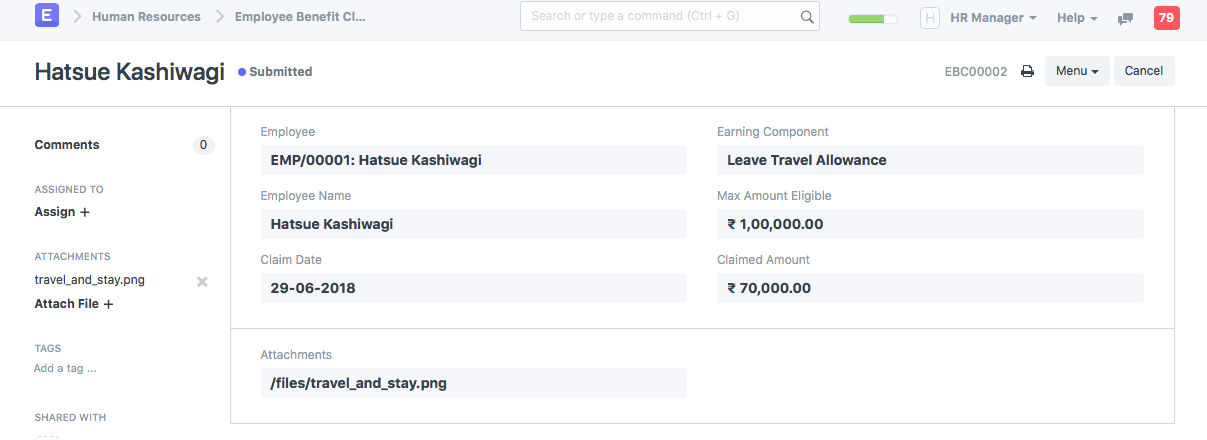 E Human Resources Employee Benefit Cl... Search or type a command (Ctrl + G) H HR Manager Help 79
Hatsue Kashiwagi Submitted EBC00002 Menu Cancel
Comments 0
ASSIGNED TO
Assign +
ATTACHMENTS
travel_and_stay.png
Attach File +
TAGS
Add a tag ...
SHARED WITH
Employee
EMP/00001: Hatsue Kashiwagi
Employee Name
Hatsue Kashiwagi
Claim Date
29-06-2018
Earning Component
Leave Travel Allowance
Max Amount Eligible
₹ 1,00,000.00
Claimed Amount
₹ 70,000.00
Attachments
/files/travel_and_stay.png